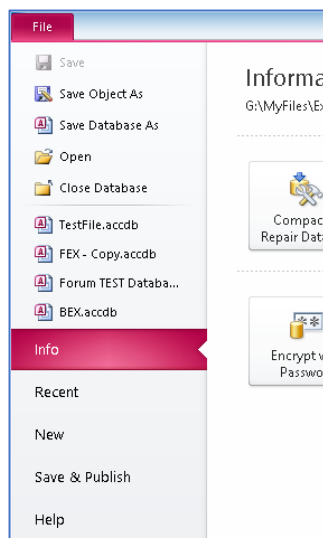 File
Save
Save Object As
Save Database As
Open
Close Database
TestFile.accdb
FEX - Copy.accdb
Forum TEST Databa...
BEX.accdb
Info
Recent
New
Save & Publish
Help
Informa
G:\MyFiles\Ex
Compac
Repair Data
Encrypt w
Passwo